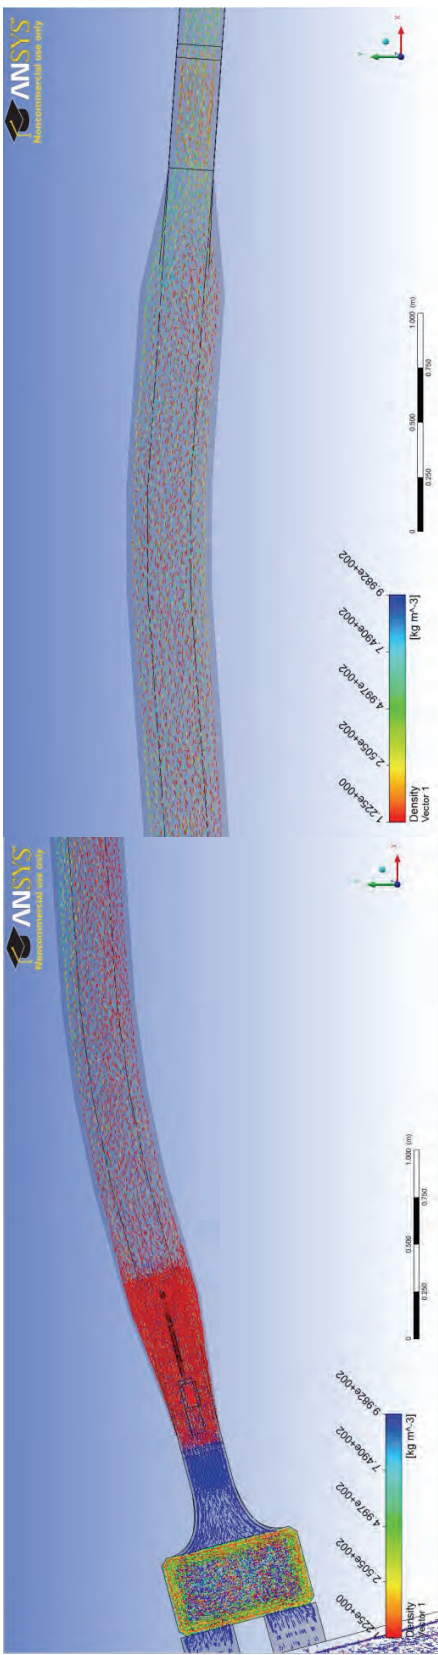 ANSYS
Noncommercial use only
Y
X
0.250
0.500
0.750
1.000 (m)
9.982e+002
7.490e+002
4.997e+002
2.505e+002
1.225e+000
[kg m^-3]
Density
Vector 1
ANSYS
Noncommercial use only
Y
X
0.250
0.500
0.750
1.000 (m)
9.982e+002
7.490e+002
4.997e+002
2.505e+002
1.225e+000
[kg m^-3]
Density
Vector 1